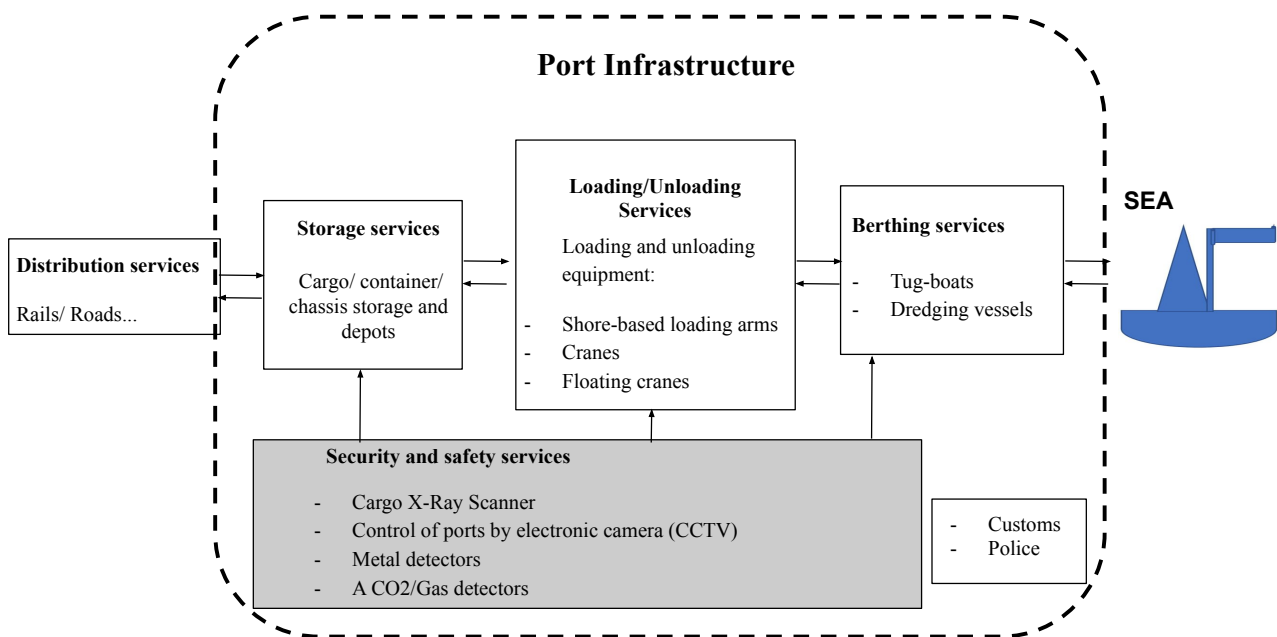 Port Infrastructure
Distribution services
Rails/ Roads...
Storage services
Cargo/ container/
chassis storage and
depots
Loading/Unloading
Services
Loading and unloading
equipment:
- Shore-based loading arms
- Cranes
- Floating cranes
Berthing services
- Tug-boats
- Dredging vessels
SEA
Security and safety services
- Cargo X-Ray Scanner
- Control of ports by electronic camera (CCTV)
- Metal detectors
- A CO2/Gas detectors
- Customs
- Police